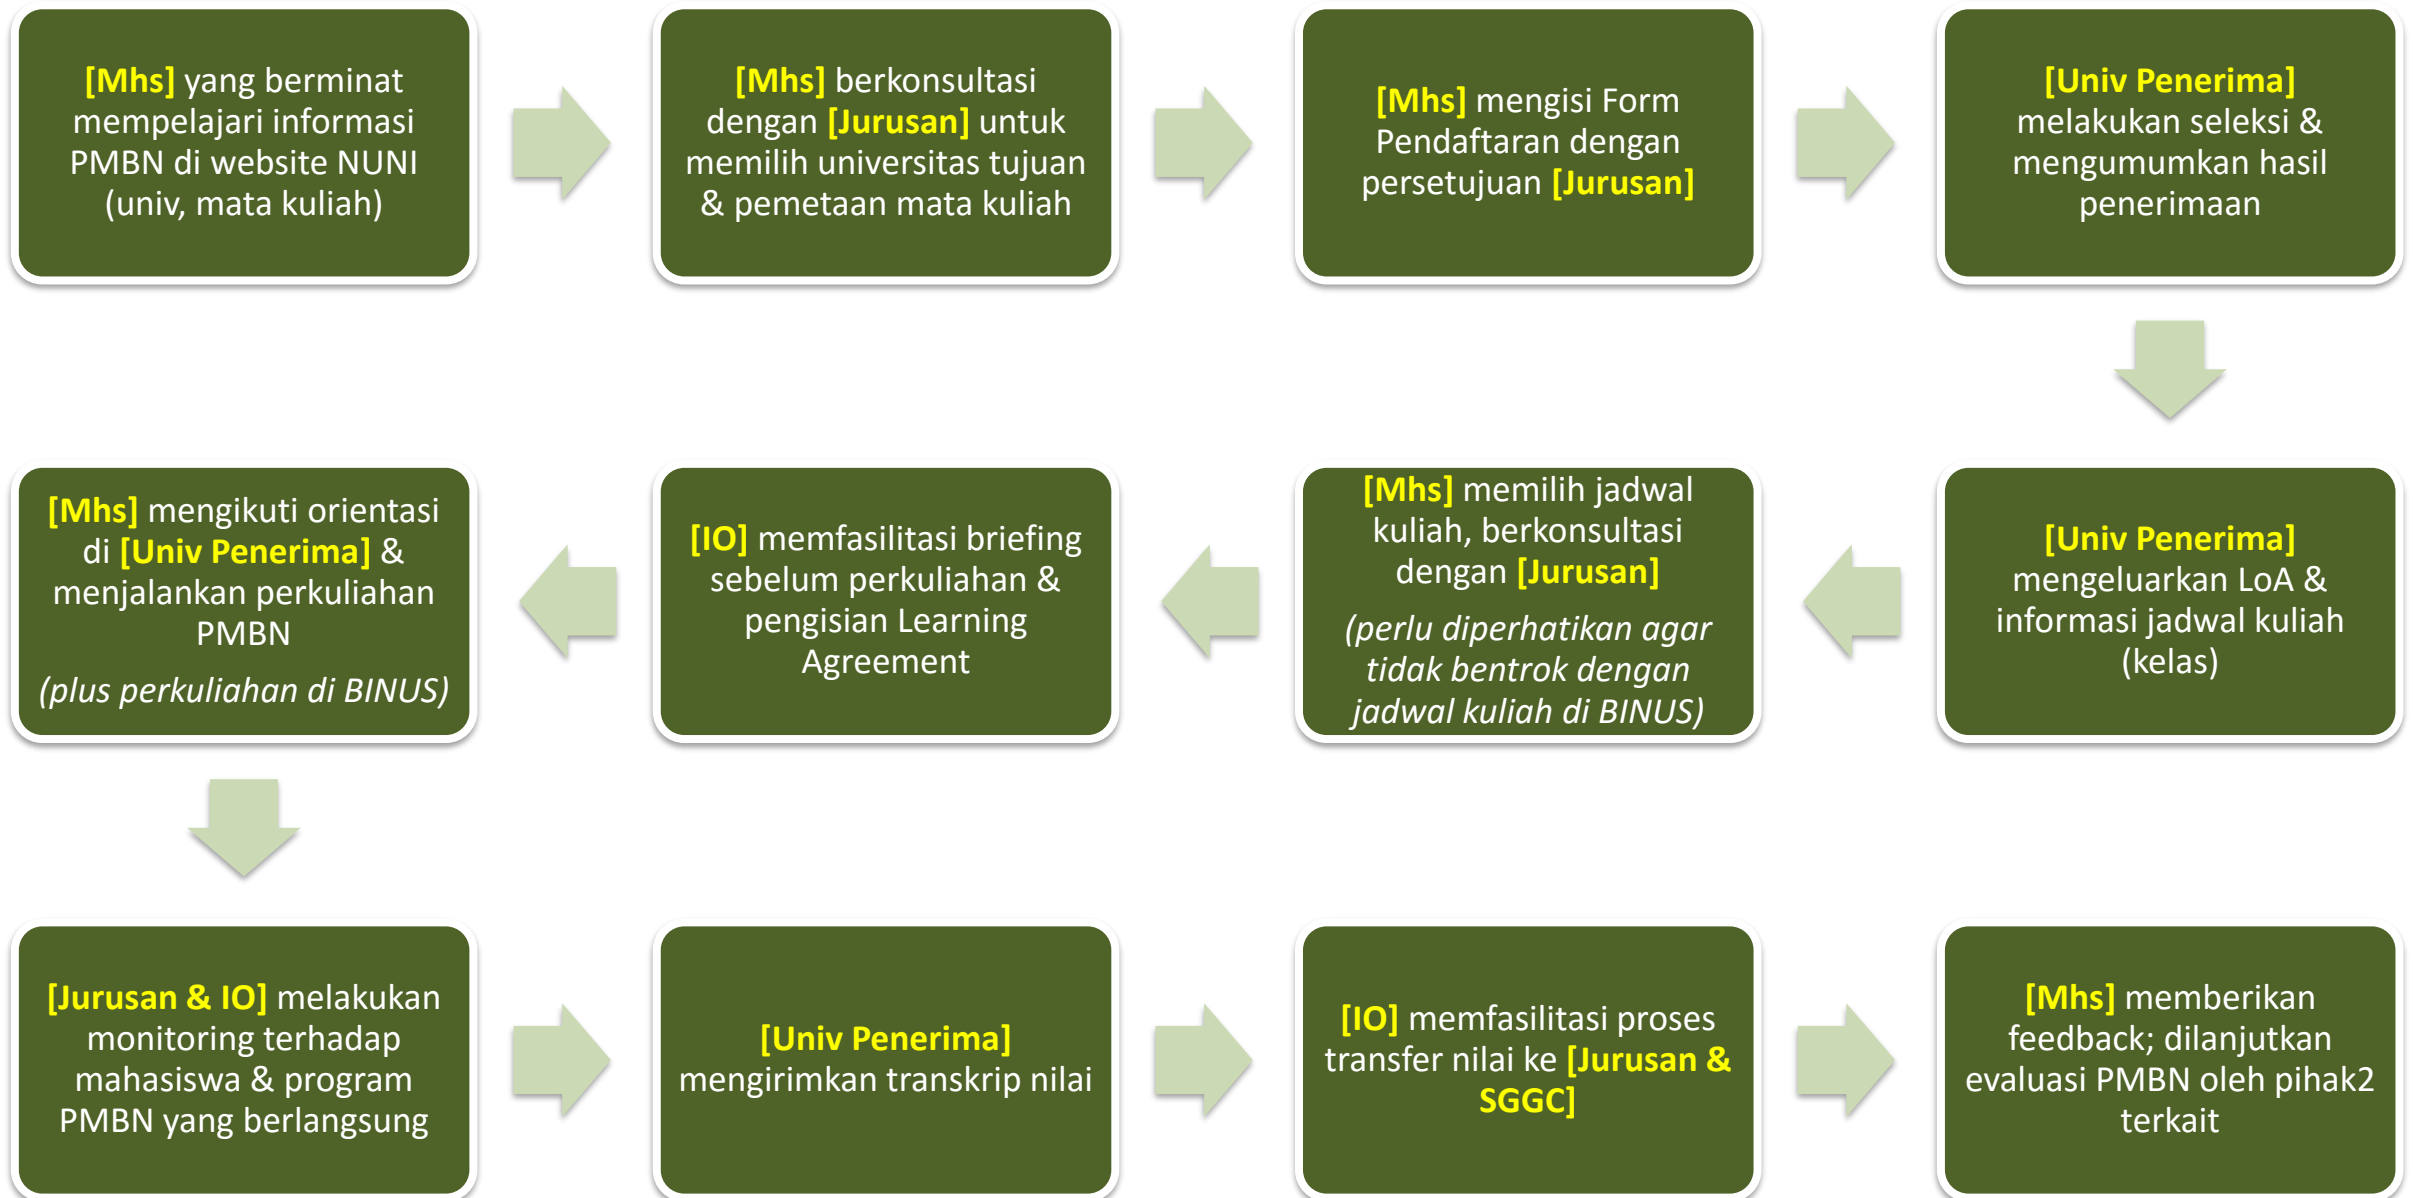 [Mhs] yang berminat
mempelajari informasi
PMBN di website NUNI
(univ, mata kuliah)
[Mhs] berkonsultasi
dengan [Jurusan] untuk
memilih universitas tujuan
& pemetaan mata kuliah
[Mhs] mengisi Form
Pendaftaran dengan
persetujuan [Jurusan]
[Univ Penerima]
melakukan seleksi &
mengumumkan hasil
penerimaan
[Univ Penerima]
mengeluarkan LoA &
informasi jadwal kuliah
(kelas)
[Mhs] memilih jadwal
kuliah, berkonsultasi
dengan [Jurusan]
(perlu diperhatikan agar
tidak bentrok dengan
jadwal kuliah di BINUS)
[IO] memfasilitasi briefing
sebelum perkuliahan &
pengisian Learning
Agreement
[Mhs] mengikuti orientasi
di [Univ Penerima] &
menjalankan perkuliahan
PMBN
(plus perkuliahan di BINUS)
[Jurusan & IO] melakukan
monitoring terhadap
mahasiswa & program
PMBN yang berlangsung
[Univ Penerima]
mengirimkan transkrip nilai
[IO] memfasilitasi proses
transfer nilai ke [Jurusan &
SGGC]
[Mhs] memberikan
feedback; dilanjutkan
evaluasi PMBN oleh pihak2
terkait